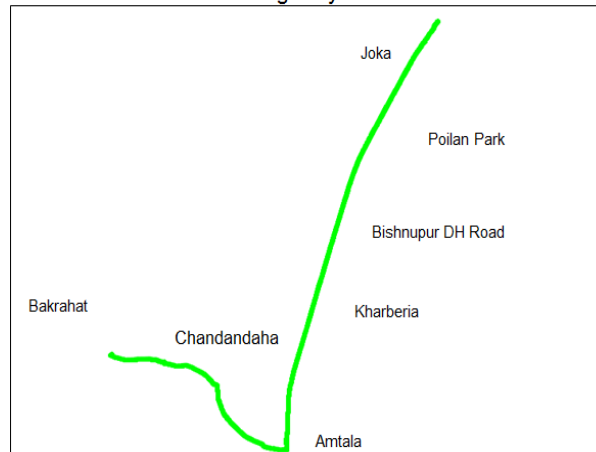 Joka
Poilan Park
Bishnupur DH Road
Bakrahat
Kharberia
Chandandaha
Amtala